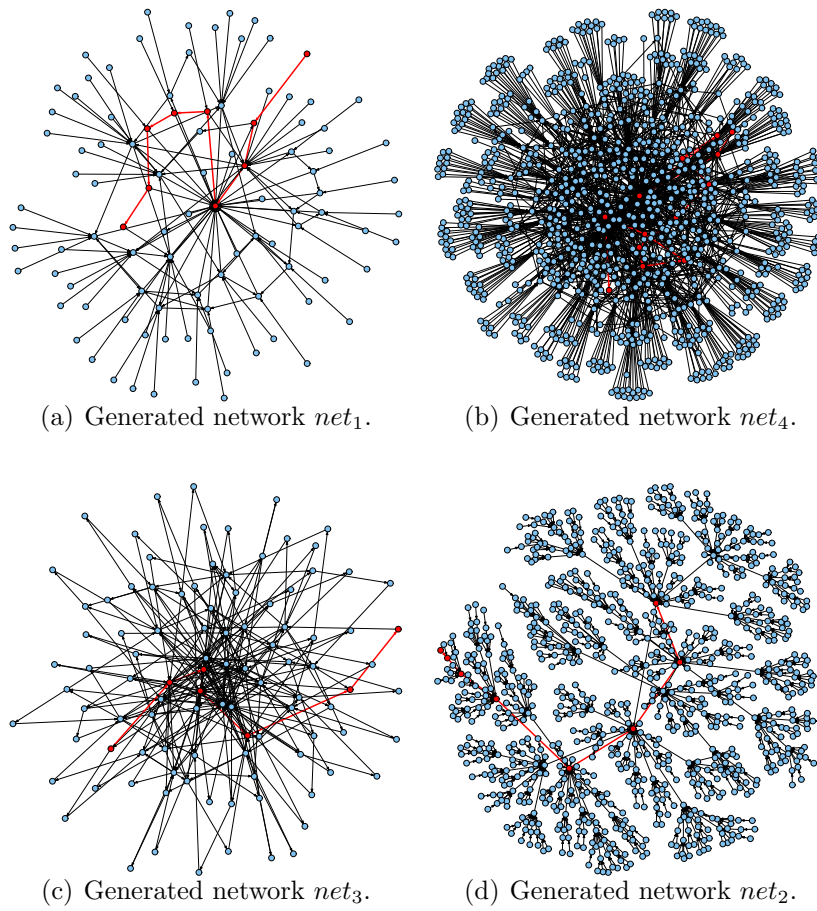 (a) Generated network net₁.
(b) Generated network net₄.
(c) Generated network net₃.
(d) Generated network net₂.